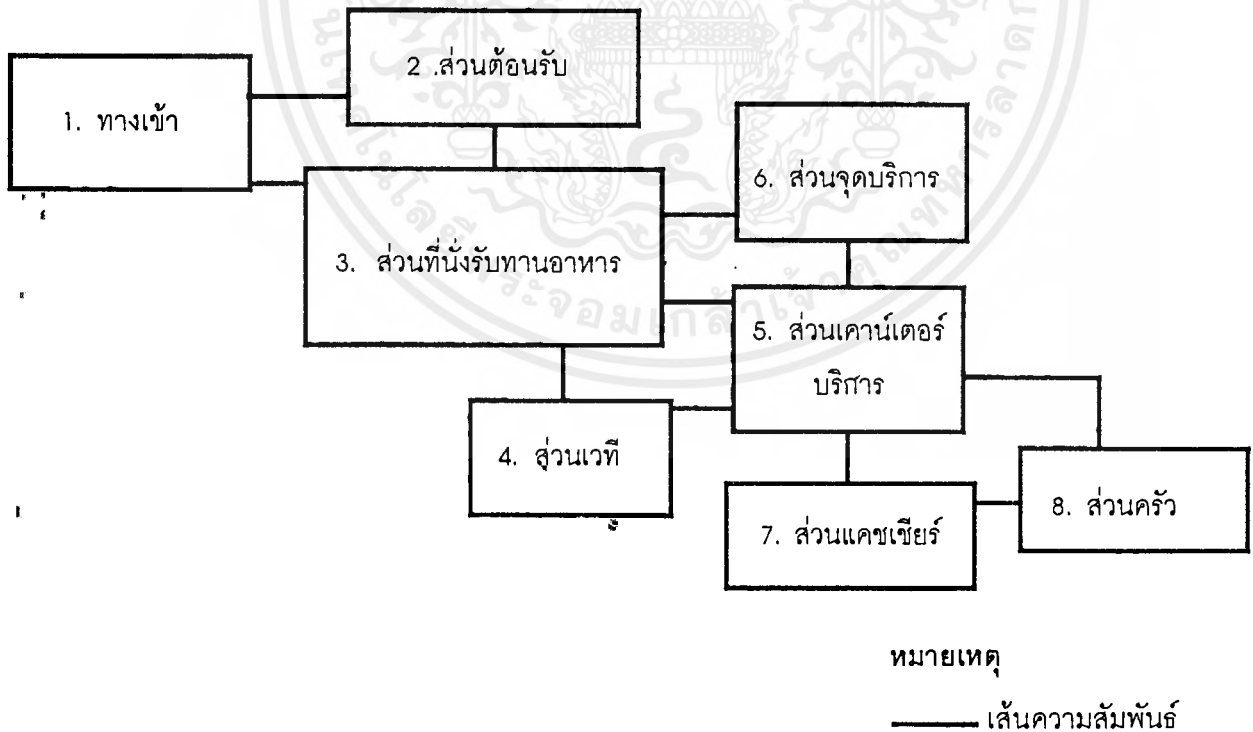 1. ทางเข้า
2 .ส่วนต้อนรับ
3. ส่วนที่นั่งรับทานอาหาร
6. ส่วนจุดบริการ
5. ส่วนเคาน์เตอร์
บริการ
4. ส่วนเวที
7. ส่วนแคชเชียร์
8. ส่วนครัว
หมายเหตุ
เส้นความสัมพันธ์